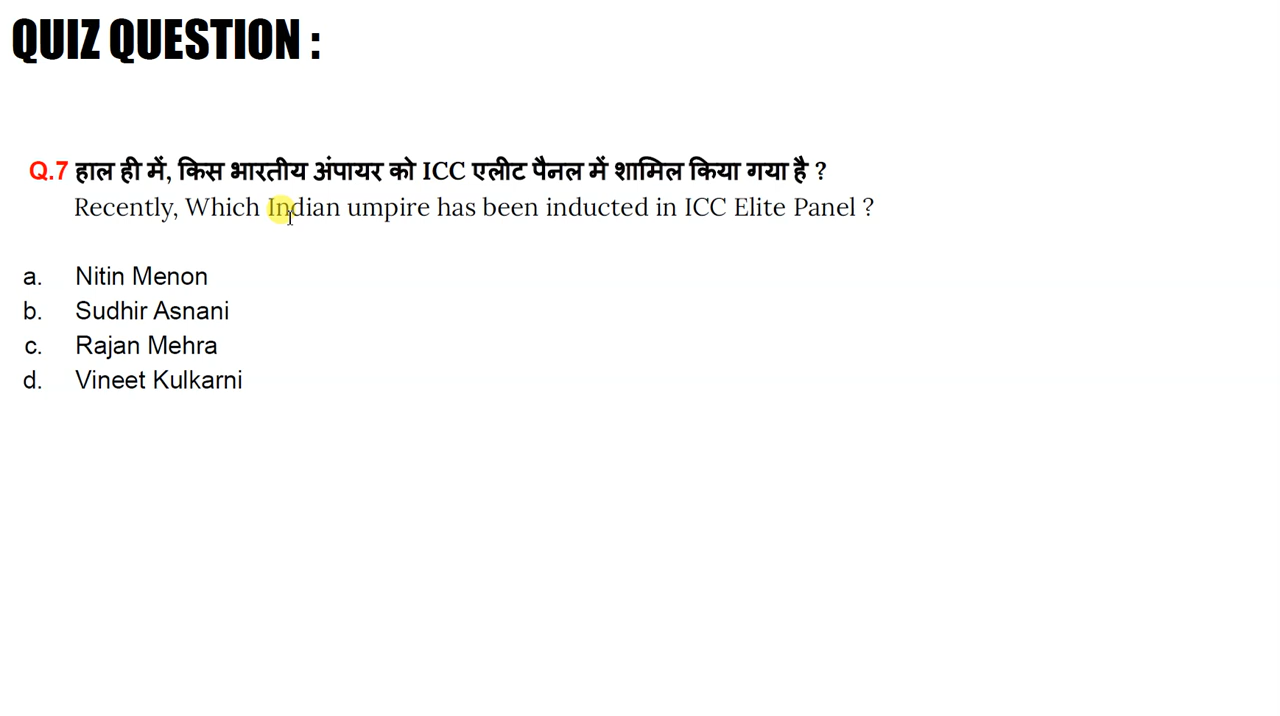 QUIZ QUESTION :
Q.7 हाल ही में, किस भारतीय अंपायर को ICC एलीट पैनल में शामिल किया गया है ?
Recently, Which Indian umpire has been inducted in ICC Elite Panel ?
a. Nitin Menon
b. Sudhir Asnani
c. Rajan Mehra
d. Vineet Kulkarni